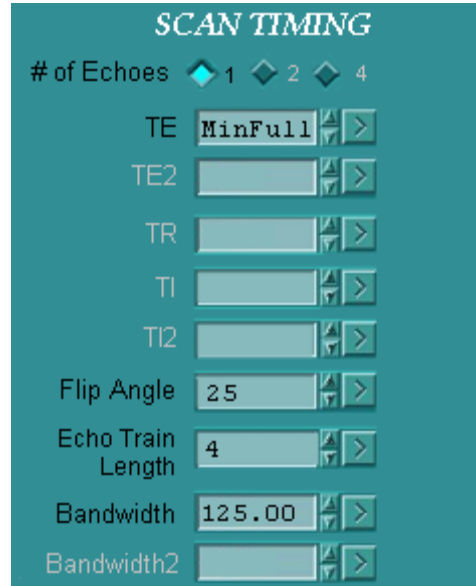 SCAN TIMING
# of Echoes 1 2 4
TE MinFull
TE2
TR
TI
TI2
Flip Angle 25
Echo Train
Length 4
Bandwidth 125.00
Bandwidth2